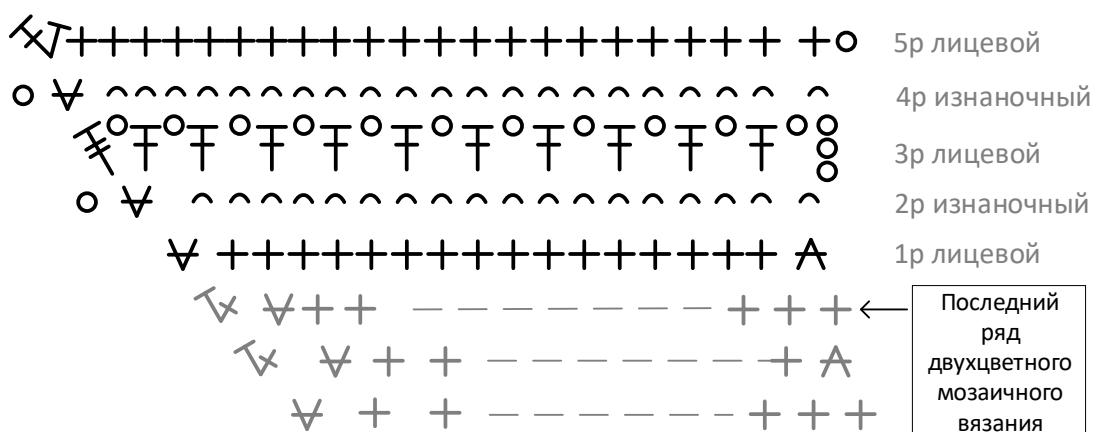 5р лицевой
4р изнаночный
3р лицевой
2р изнаночный
1р лицевой
Последний
ряд
двухцветного
мозаичного
вязания